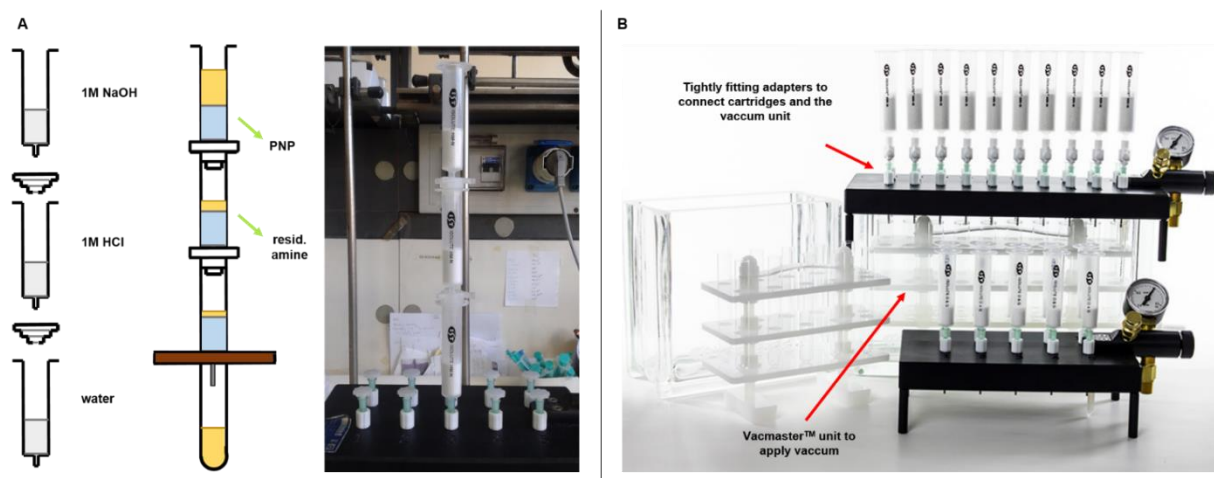 A
1M NaOH
PNP
1M HCl
resid.
amine
water
B
Tightly fitting adapters to
connect cartridges and the
vaccum unit
Vacmaster™ unit to
apply vaccum